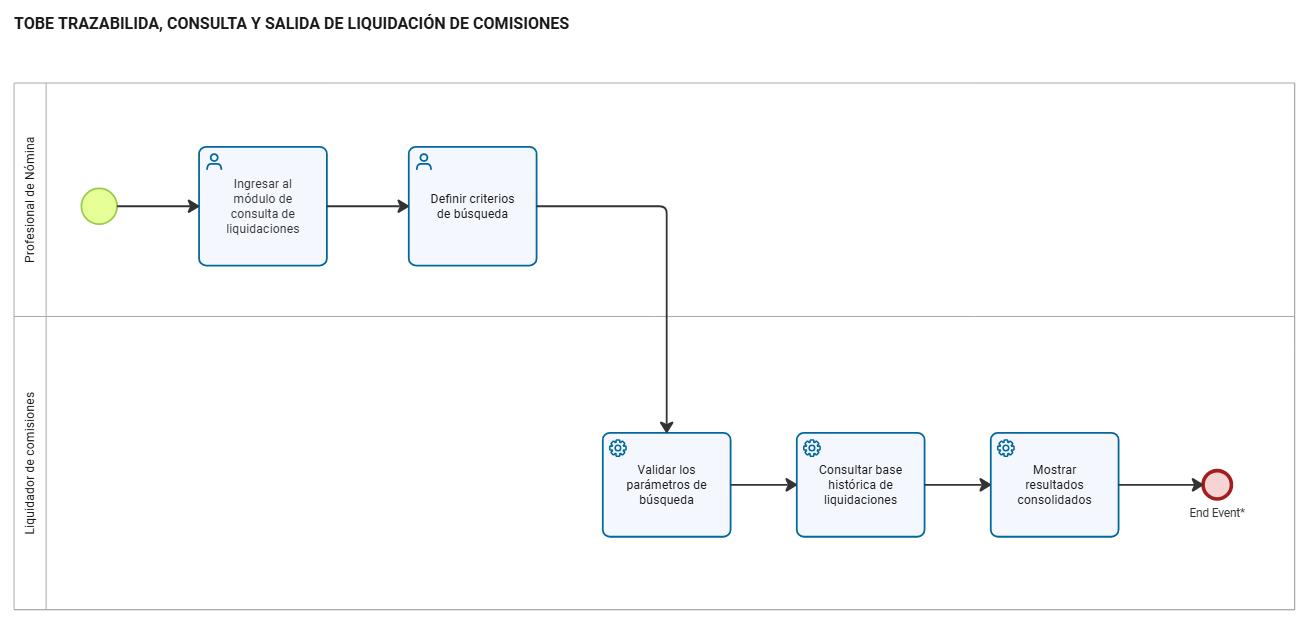 TOBE TRAZABILIDA, CONSULTA Y SALIDA DE LIQUIDACIÓN DE COMISIONES
Profesional de Nómina
Ingresar al
módulo de
consulta de
liquidaciones
Definir criterios
de búsqueda
Liquidador de comisiones
Validar los
parámetros de
búsqueda
Consultar base
histórica de
liquidaciones
Mostrar
resultados
consolidados
End Event*